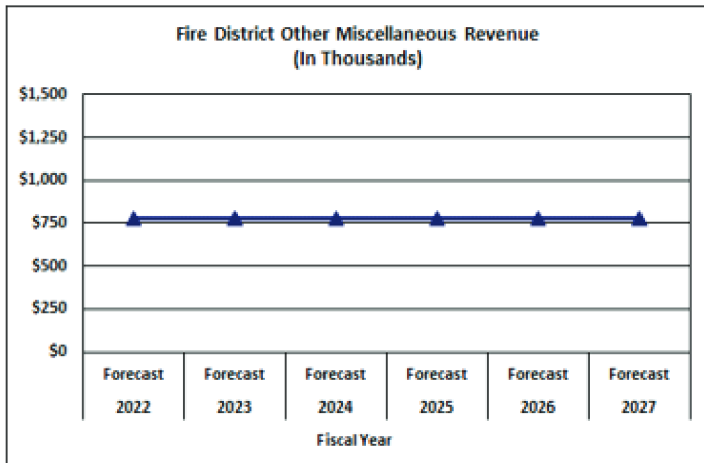 Fire District Other Miscellaneous Revenue
(In Thousands)
$1,500
$1,250
$1,000
$750
$500
$250
$0
Forecast Forecast Forecast Forecast Forecast Forecast
2022 2023 2024 2025 2026 2027
Fiscal Year